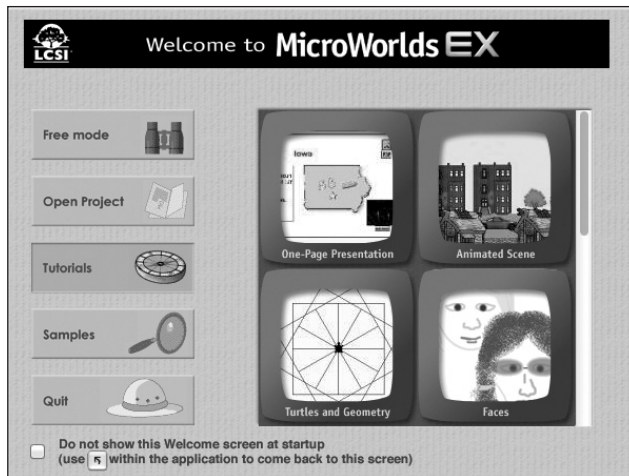 LCSI
Welcome to MicroWorlds EX
Free mode
Open Project
Tutorials
Samples
Quit
Iowa
One-Page Presentation
Animated Scene
Turtles and Geometry
Faces
Do not show this Welcome screen at startup
(use within the application to come back to this screen)